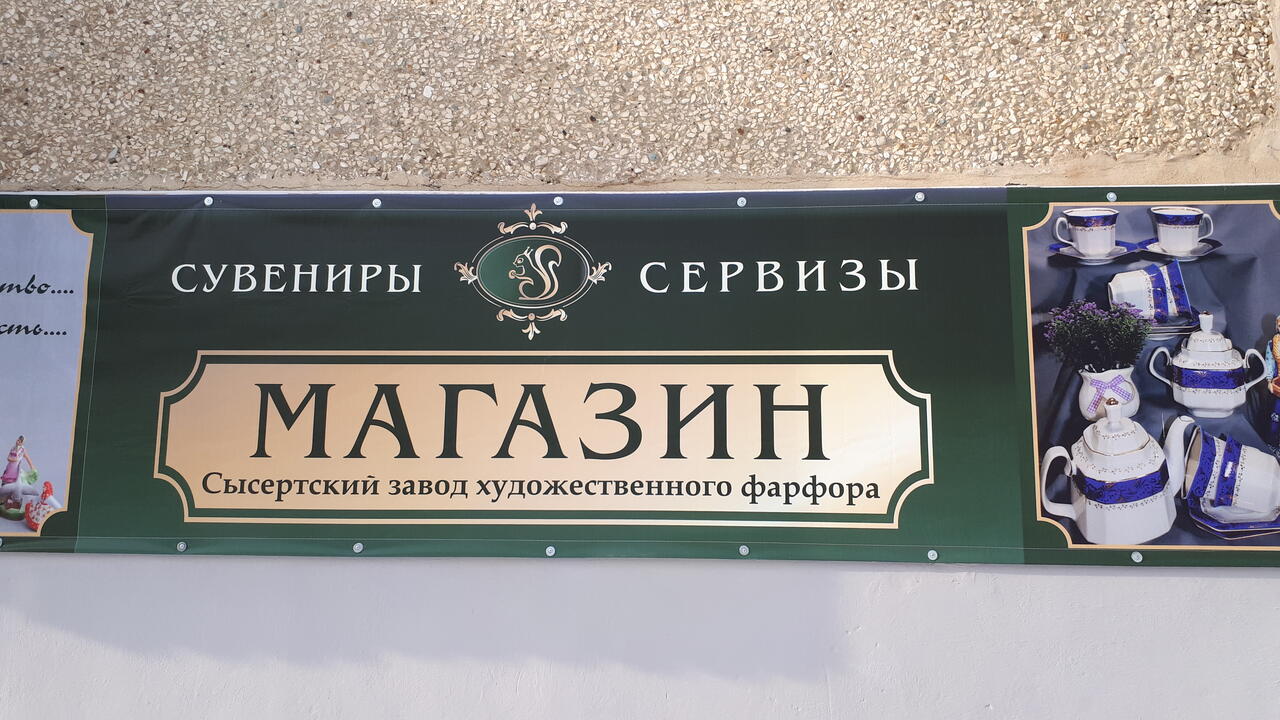 СУВЕНИРЫ СЕРВИЗЫ
МАГАЗИН
Сысертский завод художественного фарфора